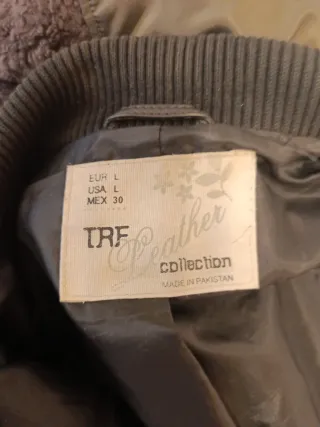 EUR L
USA L
MEX 30
TRF
Leather
collection
MADE IN PAKISTAN